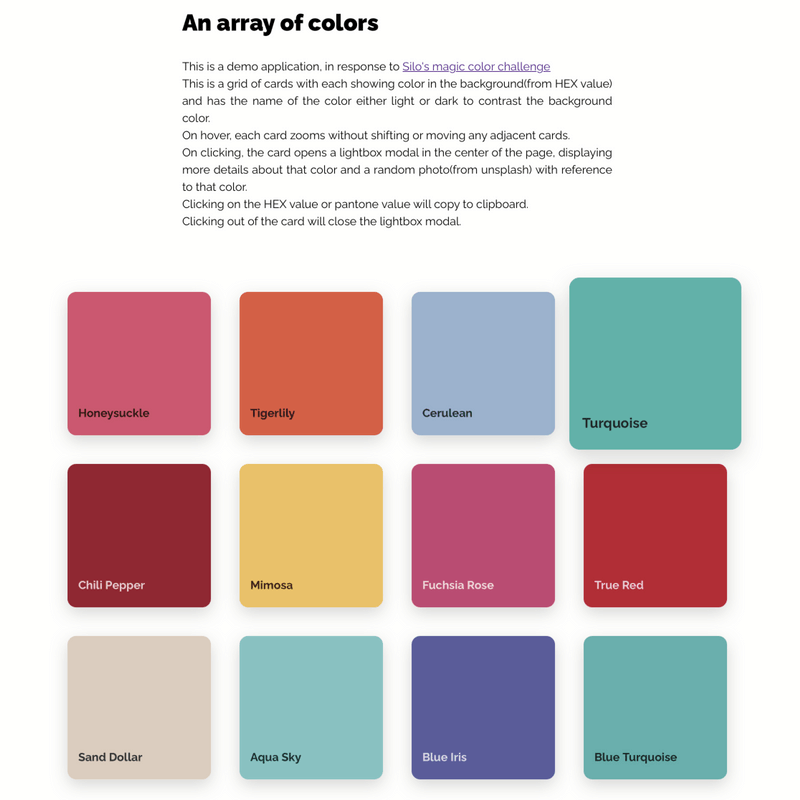 An array of colors
This is a demo application, in response to Silo's magic color challenge
This is a grid of cards with each showing color in the background(from HEX value)
and has the name of the color either light or dark to contrast the background
color.
On hover, each card zooms without shifting or moving any adjacent cards.
On clicking, the card opens a lightbox modal in the center of the page, displaying
more details about that color and a random photo(from unsplash) with reference
to that color.
Clicking on the HEX value or pantone value will copy to clipboard.
Clicking out of the card will close the lightbox modal.
Honeysuckle
Tigerlily
Cerulean
Turquoise
Chili Pepper
Mimosa
Fuchsia Rose
True Red
Sand Dollar
Aqua Sky
Blue Iris
Blue Turquoise